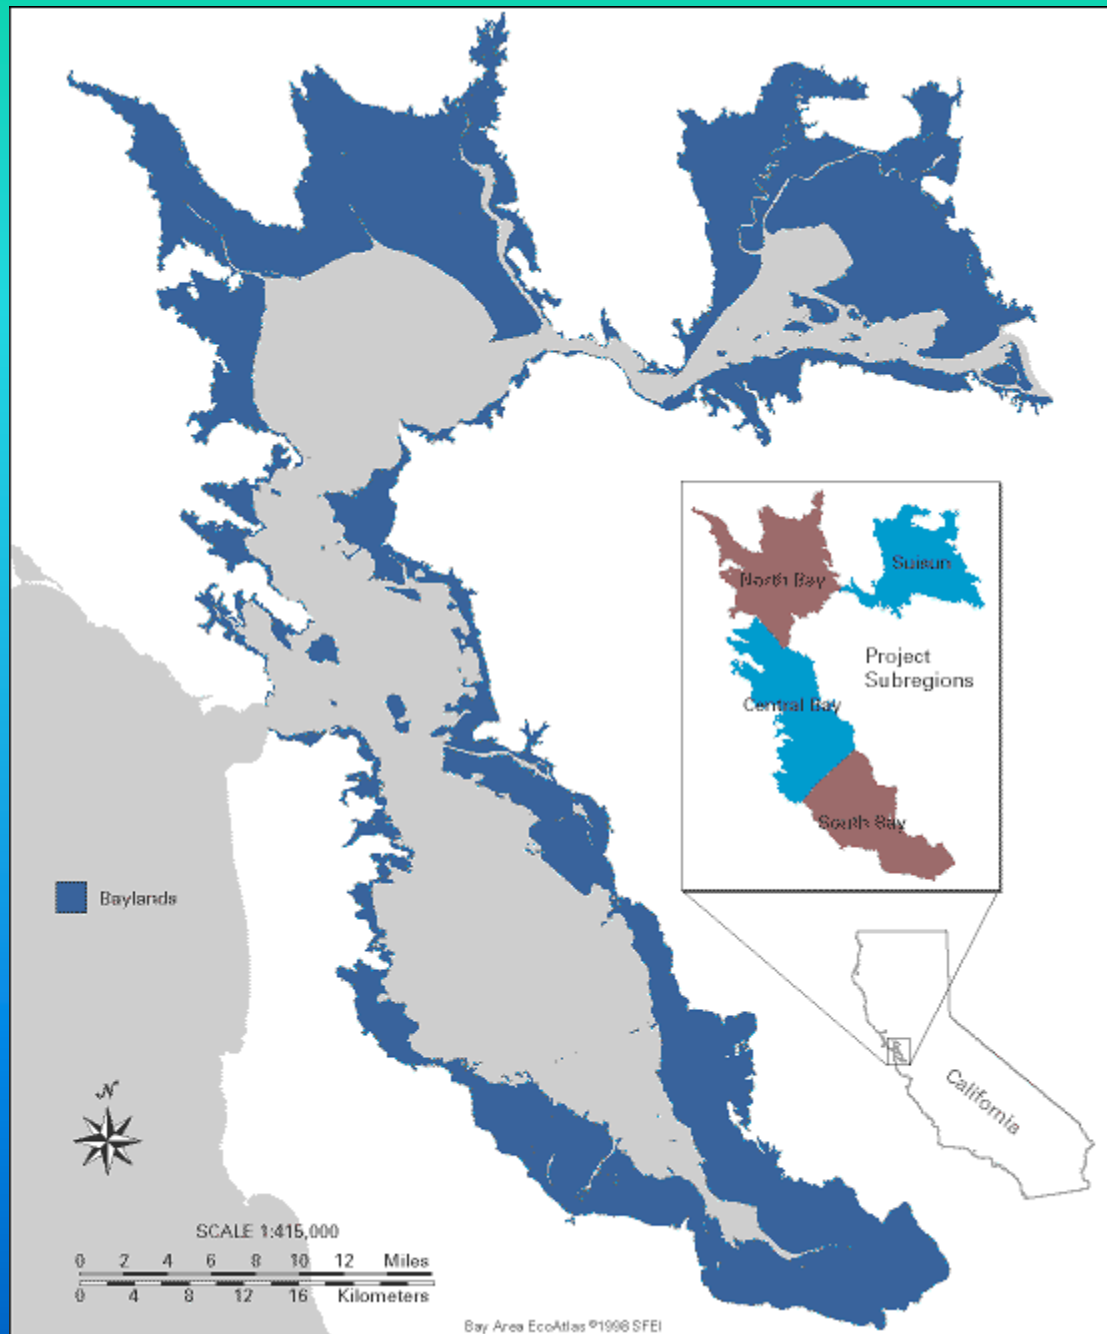 North Bay
Suisun
Project
Subregions
Central Bay
South Bay
Baylands
California
N
SCALE 1:415,000
0 2 4 6 8 10 12 Miles
0 4 8 12 16 Kilometers
Bay Area EcoAtlas ©1998 SFEI